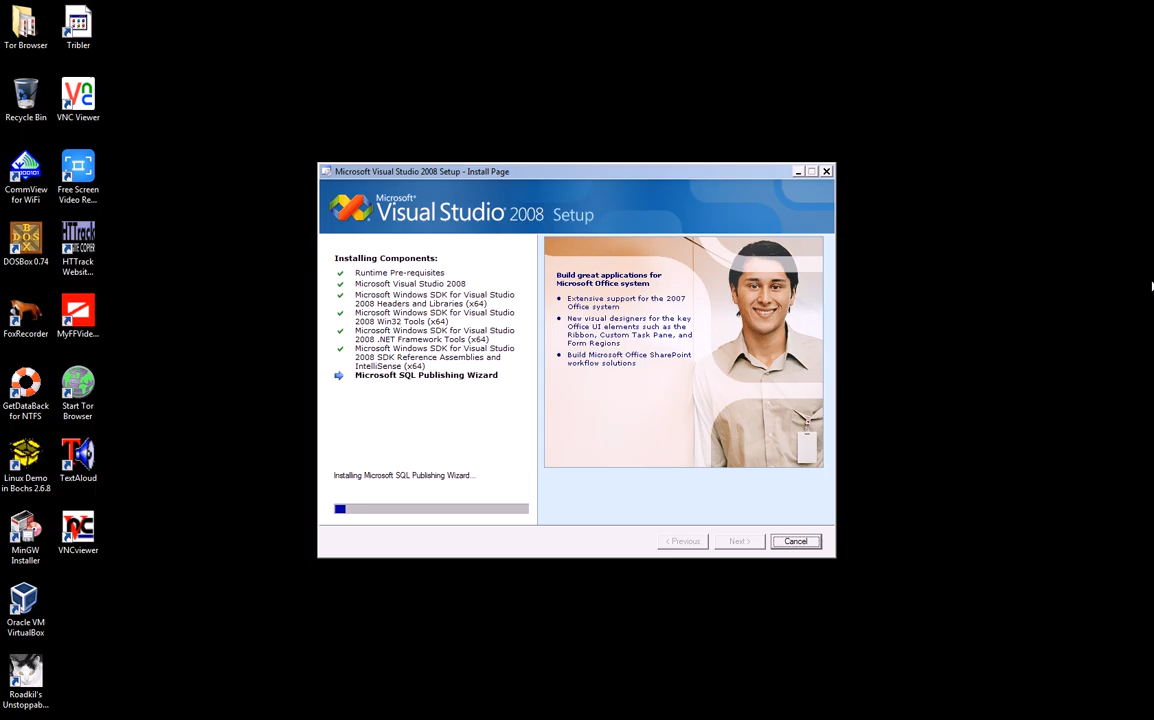 Tor Browser
Tribler
Recycle Bin
VNC Viewer
CommView
for WiFi
Free Screen
Video Re...
DOSBox 0.74
HTTrack
Websit...
FoxRecorder
MyFFVide...
GetDataBack
for NTFS
Start Tor
Browser
Linux Demo
in Bochs 2.6.8
TextAloud
MinGW
Installer
VNCviewer
Oracle VM
VirtualBox
Roadkil's
Unstoppab...
Microsoft Visual Studio 2008 Setup - Install Page
Microsoft®
Visual Studio® 2008 Setup
Installing Components:
Runtime Pre-requisites
Microsoft Visual Studio 2008
Microsoft Windows SDK for Visual Studio
2008 Headers and Libraries (x64)
Microsoft Windows SDK for Visual Studio
2008 Win32 Tools (x64)
Microsoft Windows SDK for Visual Studio
2008 .NET Framework Tools (x64)
Microsoft Windows SDK for Visual Studio
2008 SDK Reference Assemblies and
IntelliSense (x64)
Microsoft SQL Publishing Wizard
Installing Microsoft SQL Publishing Wizard...
Build great applications for
Microsoft Office system
• Extensive support for the 2007
Office system
• New visual designers for the key
Office UI elements such as the
Ribbon, Custom Task Pane, and
Form Regions
• Build Microsoft Office SharePoint
workflow solutions
< Previous
Next >
Cancel